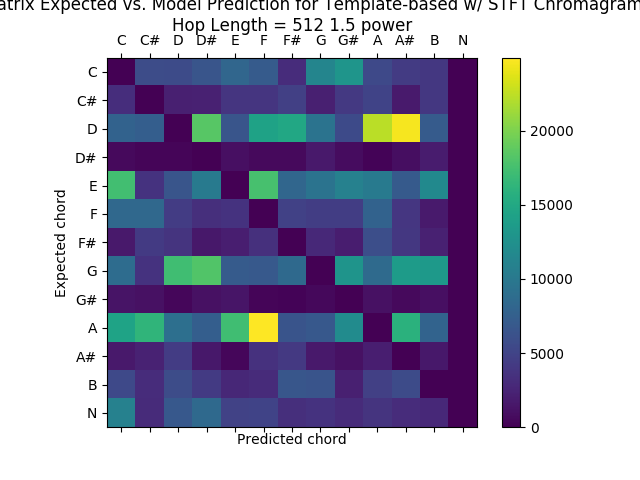 atrix Expected vs. Model Prediction for Template-based w/ STFT Chromagram
Hop Length = 512 1.5 power
C C# D D# E F F# G G# A A# B N
C
C#
D
D#
E
F
F#
G
G#
A
A#
B
N
Expected chord
Predicted chord
20000
15000
10000
5000
0